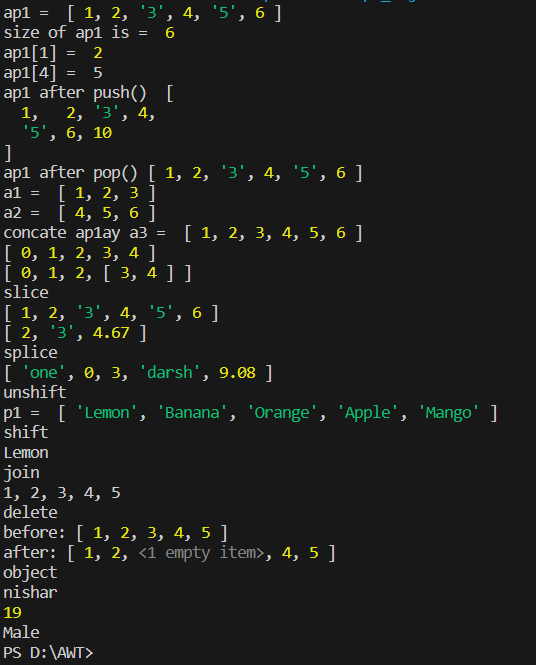 ap1 =  [ 1, 2, '3', 4, '5', 6 ]
size of ap1 is =  6
ap1[1] =  2
ap1[4] =  5
ap1 after push()  [
  1,   2, '3', 4,
  '5', 6, 10
]
ap1 after pop() [ 1, 2, '3', 4, '5', 6 ]
a1 =  [ 1, 2, 3 ]
a2 =  [ 4, 5, 6 ]
concate ap1ay a3 =  [ 1, 2, 3, 4, 5, 6 ]
[ 0, 1, 2, 3, 4 ]
[ 0, 1, 2, [ 3, 4 ] ]
slice
[ 1, 2, '3', 4, '5', 6 ]
[ 2, '3', 4.67 ]
splice
[ 'one', 0, 3, 'darsh', 9.08 ]
unshift
p1 =  [ 'Lemon', 'Banana', 'Orange', 'Apple', 'Mango' ]
shift
Lemon
join
1, 2, 3, 4, 5
delete
before: [ 1, 2, 3, 4, 5 ]
after: [ 1, 2, <1 empty item>, 4, 5 ]
object
nishar
19
Male
PS D:\AWT>